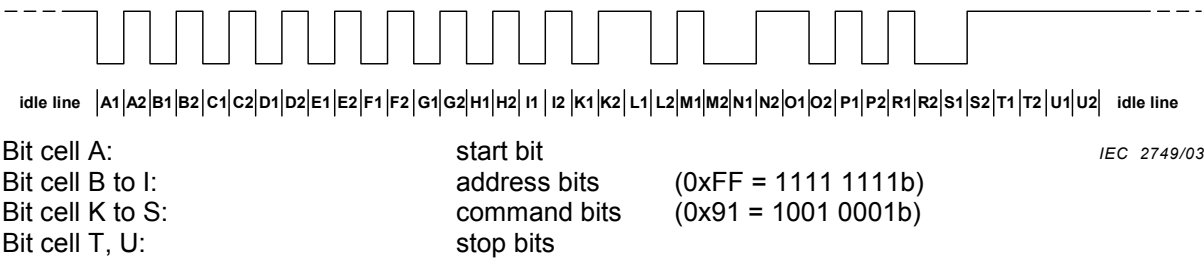 idle line A1 A2 B1 B2 C1 C2 D1 D2 E1 E2 F1 F2 G1 G2 H1 H2 I1 I2 K1 K2 L1 L2 M1 M2 N1 N2 O1 O2 P1 P2 R1 R2 S1 S2 T1 T2 U1 U2 idle line
Bit cell A: start bit IEC 2749/03
Bit cell B to I: address bits (0xFF = 1111 1111b)
Bit cell K to S: command bits (0x91 = 1001 0001b)
Bit cell T, U: stop bits